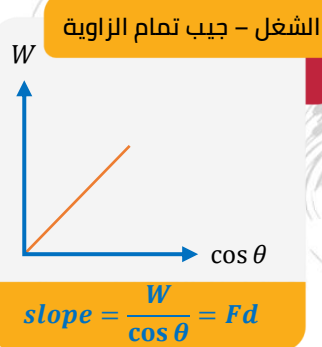 الشغل – جيب تمام الزاوية
W
cos θ
slope = W / cos θ = Fd